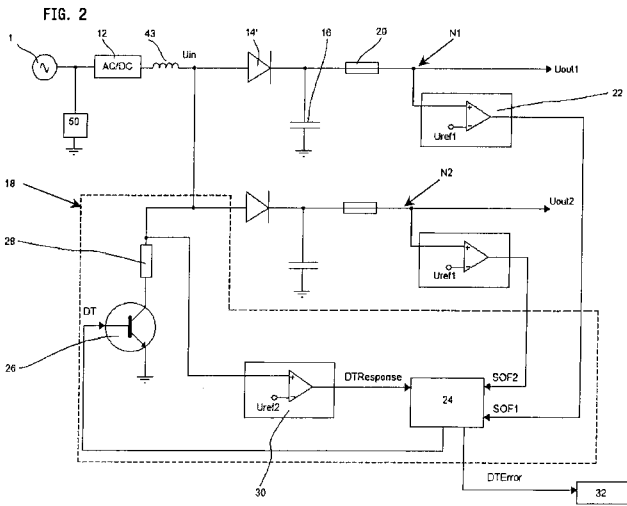 FIG. 2
1
12
43
Uin
14'
16
20
N1
AC/DC
Uout1
22
50
Uref1
18
N2
Uout2
28
Uref1
DT
26
DTResponse
SOF2
24
Uref2
SOF1
30
DTError
32